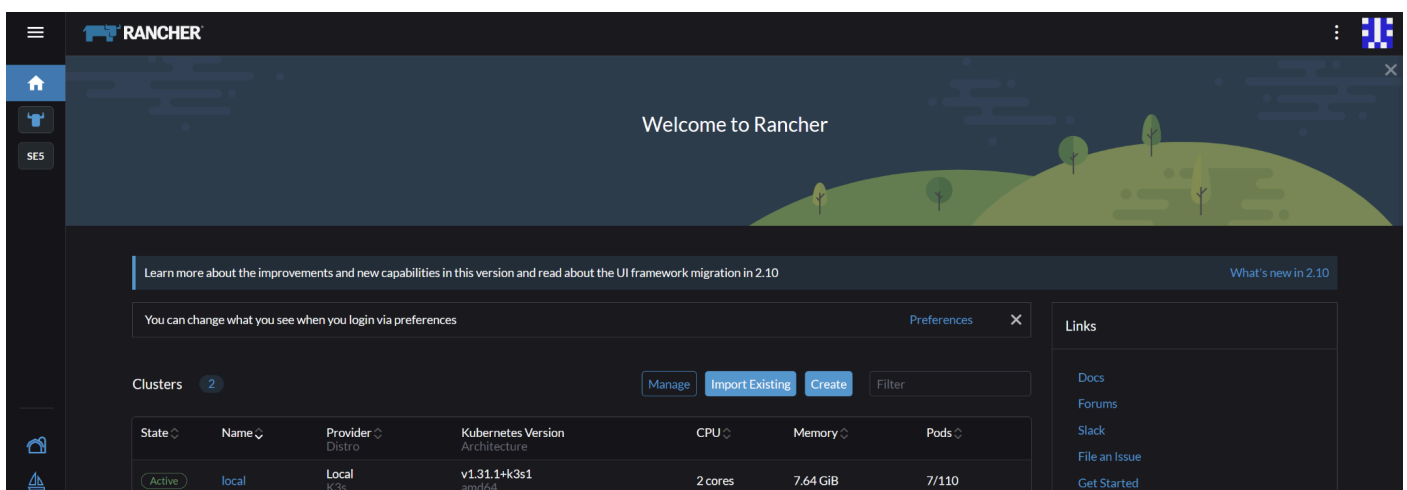 RANCHER
SE5
Welcome to Rancher
Learn more about the improvements and new capabilities in this version and read about the UI framework migration in 2.10
What's new in 2.10
You can change what you see when you login via preferences
Preferences
Links
Clusters 2
Manage Import Existing Create Filter
Docs
Forums
Slack
File an Issue
Get Started
State Name Provider Kubernetes Version CPU Memory Pods
Distro Architecture
Active local Local v1.31.1+k3s1 2 cores 7.64 GiB 7/110
K3s amd64